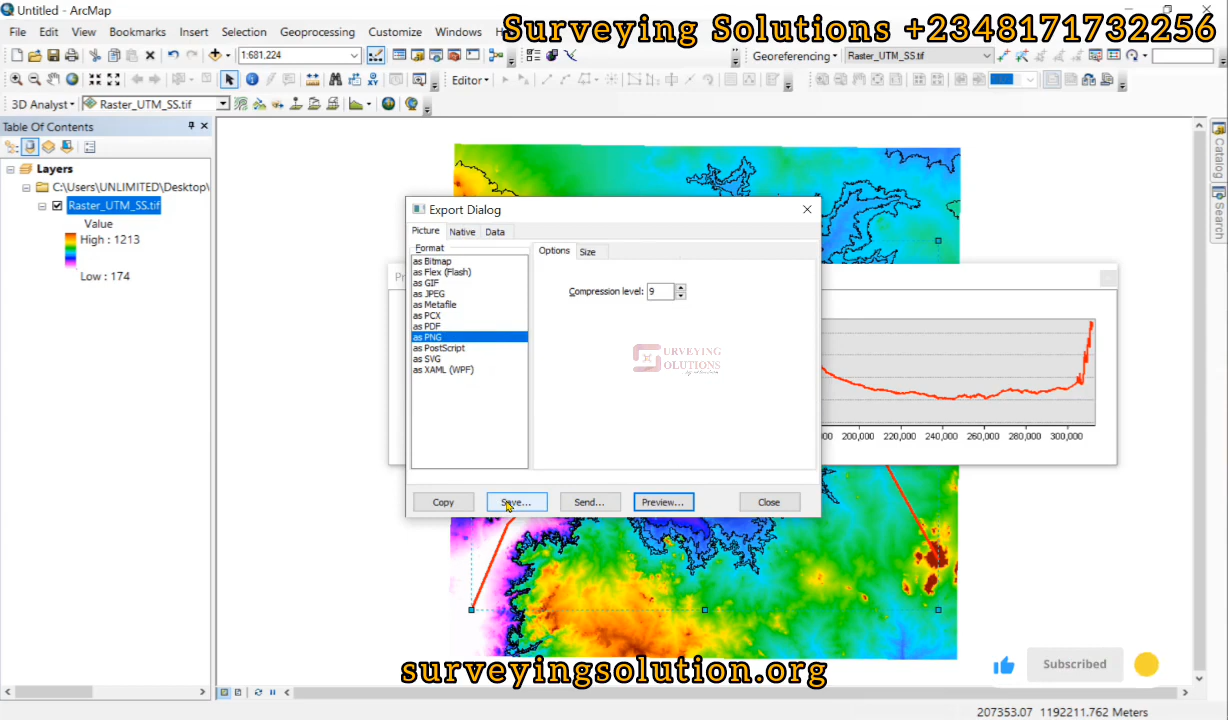 Untitled - ArcMap
Surveying Solutions +2348171732256
File Edit View Bookmarks Insert Selection Geoprocessing Customize Windows
1:681,224
Georeferencing Raster_UTM_SS.tif
Editor
3D Analyst Raster_UTM_SS.tif
Table Of Contents
Layers
C:\Users\UNLIMITED\Desktop\
Raster_UTM_SS.tif
Value
High : 1213
Low : 174
Catalog
Search
Export Dialog
Picture Native Data
Format
as Bitmap
as Flex (Flash)
as GIF
as JPEG
as Metafile
as PCX
as PDF
as PNG
as PostScript
as SVG
as XAML (WPF)
Options Size
Compression level: 9
SURVEYING
SOLUTIONS
200,000 220,000 240,000 260,000 280,000 300,000
Copy Save... Send... Preview... Close
surveyingsolution.org
Subscribed
207353.07 1192211.762 Meters